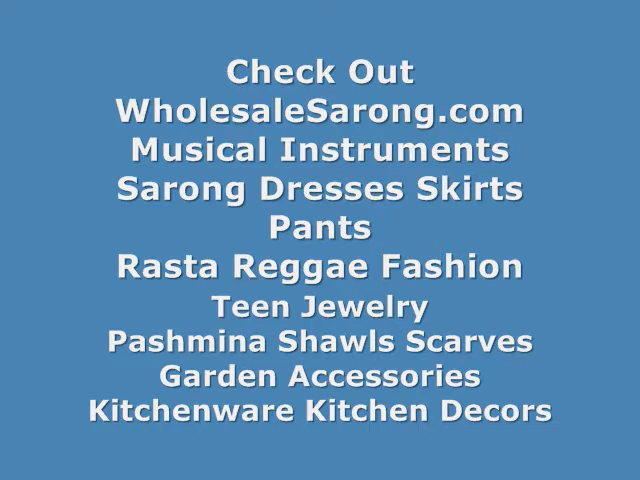 Check Out
WholesaleSarong.com
Musical Instruments
Sarong Dresses Skirts
Pants
Rasta Reggae Fashion
Teen Jewelry
Pashmina Shawls Scarves
Garden Accessories
Kitchenware Kitchen Decors